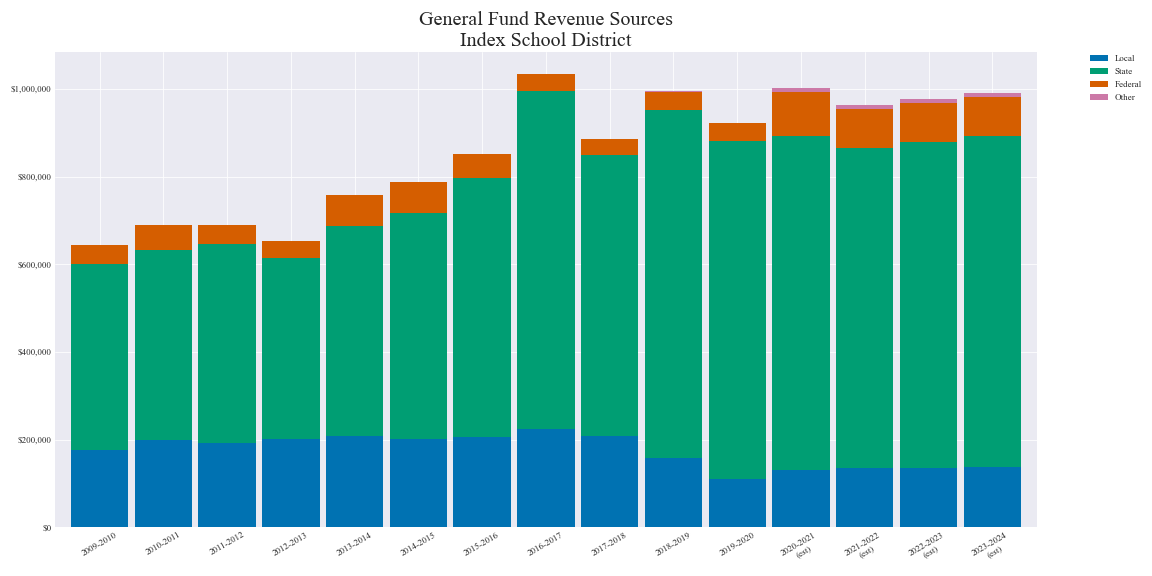 General Fund Revenue Sources
Index School District
Local
State
Federal
Other
$1,000,000
$800,000
$600,000
$400,000
$200,000
$0
2009-2010
2010-2011
2011-2012
2012-2013
2013-2014
2014-2015
2015-2016
2016-2017
2017-2018
2018-2019
2019-2020
2020-2021
(est)
2021-2022
(est)
2022-2023
(est)
2023-2024
(est)